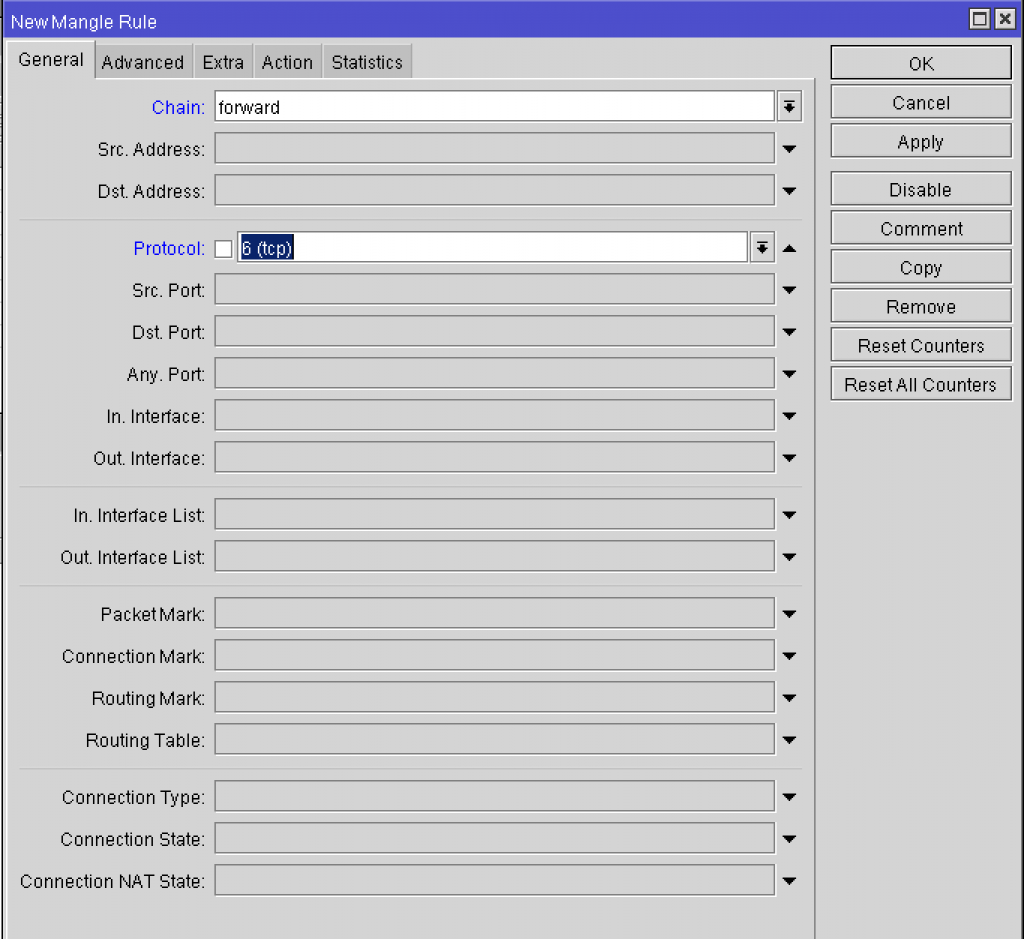 New Mangle Rule
General Advanced Extra Action Statistics
Chain: forward
Src. Address:
Dst. Address:
Protocol: 6 (tcp)
Src. Port:
Dst. Port:
Any. Port:
In. Interface:
Out. Interface:
In. Interface List:
Out. Interface List:
Packet Mark:
Connection Mark:
Routing Mark:
Routing Table:
Connection Type:
Connection State:
Connection NAT State:
OK
Cancel
Apply
Disable
Comment
Copy
Remove
Reset Counters
Reset All Counters